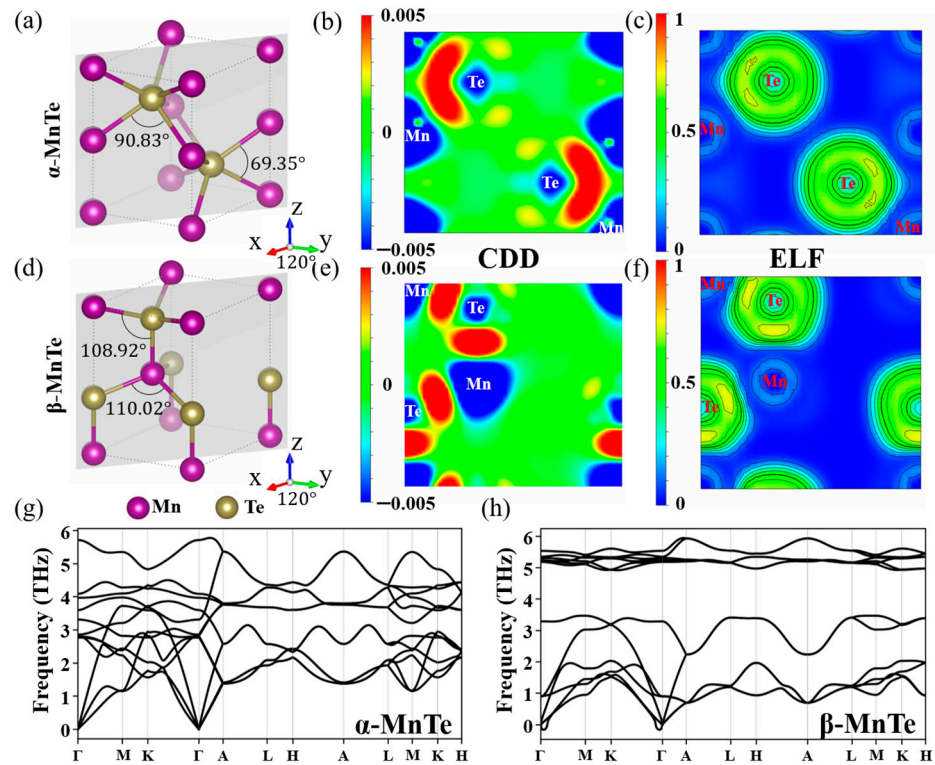 (a)
(b)
(c)
α-MnTe
90.83°
69.35°
z
x
y
120°
0.005
0
−0.005
Te
Mn
Te
Mn
1
0.5
0
Te
Mn
Te
Mn
CDD
ELF
(d)
(e)
(f)
β-MnTe
108.92°
110.02°
z
x
y
120°
Mn
Te
0.005
0
−0.005
Mn
Te
Mn
Te
1
0.5
0
Mn
Te
Mn
Te
(g)
(h)
Frequency (THz)
6
5
4
3
2
1
0
Γ M K Γ A L H A L M K H
α-MnTe
Frequency (THz)
6
5
4
3
2
1
0
Γ M K Γ A L H A L M K H
β-MnTe